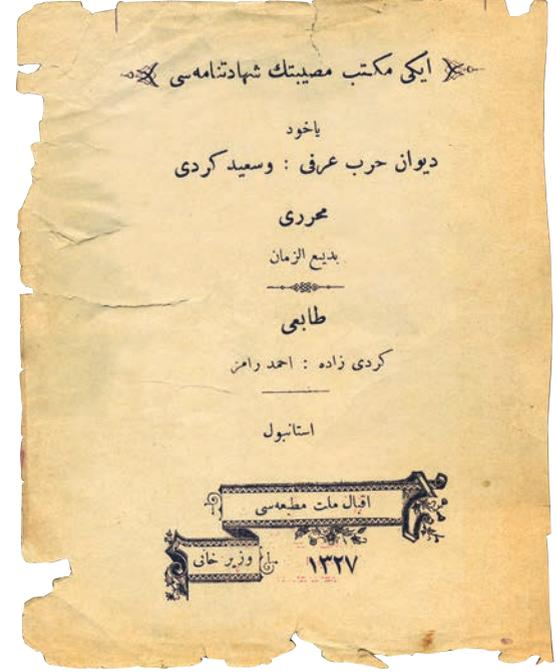 ایکی مکتب مصیبتك شهادتنامه‌سی
یاخود
دیوان حرب عرفی : وسعید کردی
محرری
بدیع الزمان
طابعی
کردی زاده : احمد رامز
استانبول
اقبال ملت مطبعه‌سی
وزیر خانی
١٣٢٧